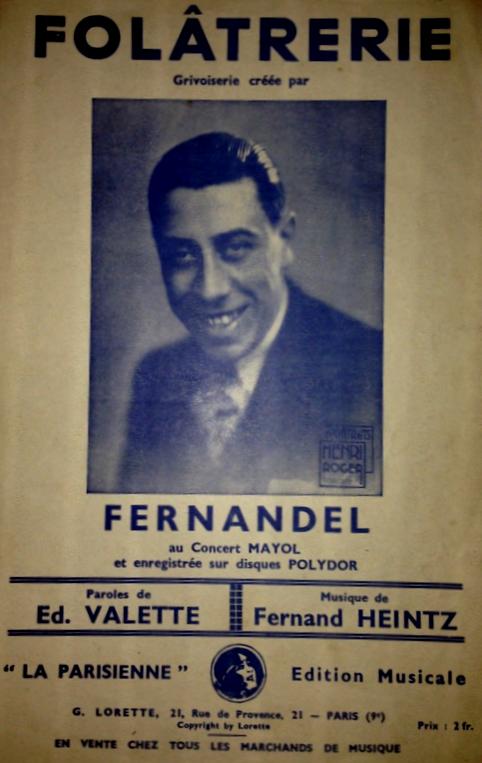 FOLÂTRERIE
Grivoiserie créée par
HENRI
ROGER
FERNANDEL
au Concert MAYOL
et enregistrée sur disques POLYDOR
Paroles de
Ed. VALETTE
Musique de
Fernand HEINTZ
“ LA PARISIENNE ”
Edition Musicale
G. LORETTE, 21, Rue de Provence, 21 — PARIS (9e)
Copyright by Lorette
Prix : 2 fr.
EN VENTE CHEZ TOUS LES MARCHANDS DE MUSIQUE